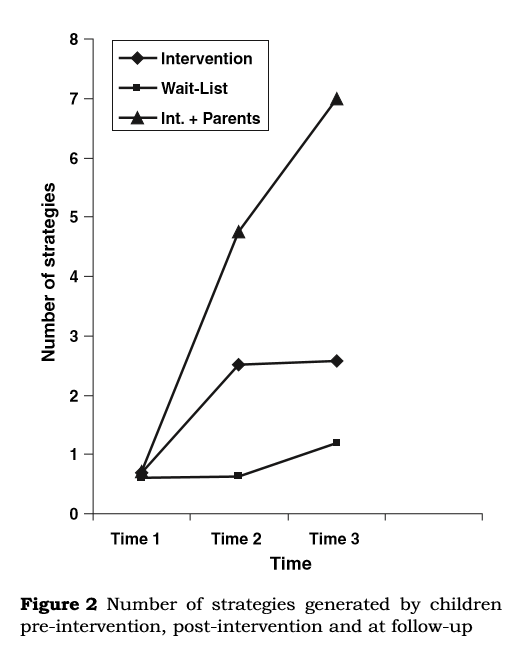 8
7
6
5
4
3
2
1
0
Number of strategies
Intervention
Wait-List
Int. + Parents
Time 1 Time 2 Time 3
Time
Figure 2 Number of strategies generated by children
pre-intervention, post-intervention and at follow-up